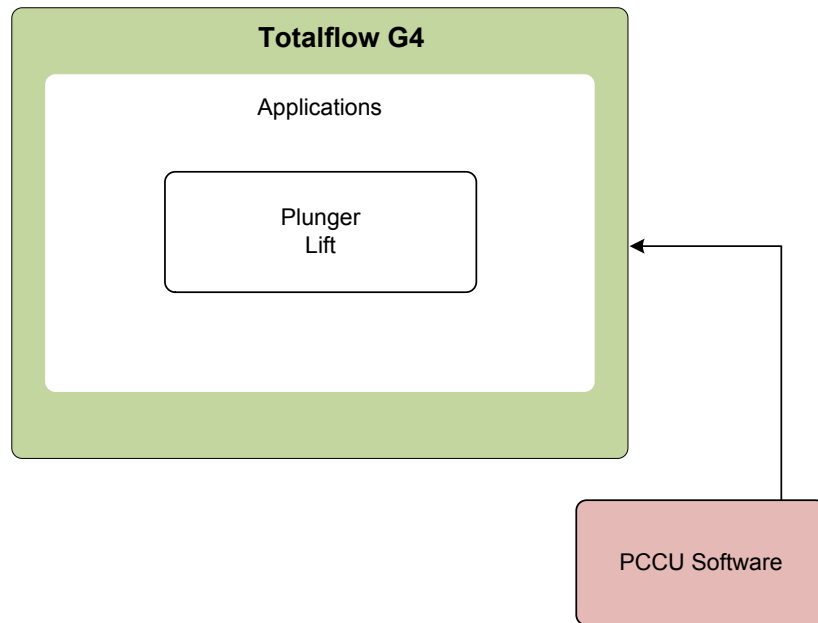 Totalflow G4
Applications
Plunger
Lift
PCCU Software